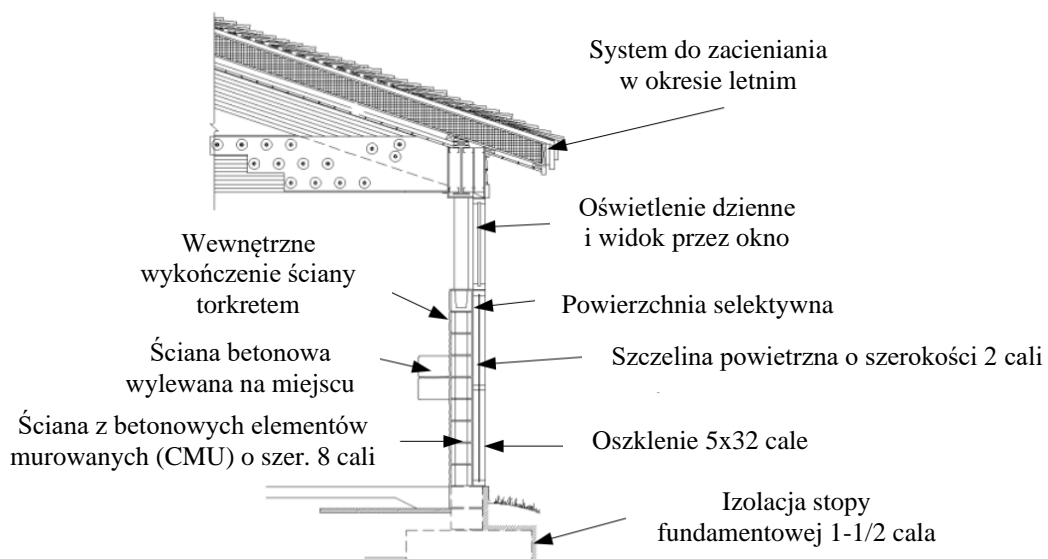 System do zacieniania
w okresie letnim
Oświetlenie dzienne
i widok przez okno
Wewnętrzne
wykończenie ściany
torkretem
Powierzchnia selektywna
Ściana betonowa
wylewana na miejscu
Szczelina powietrzna o szerokości 2 cali
Ściana z betonowych elementów
murowanych (CMU) o szer. 8 cali
Oszklenie 5x32 cale
Izolacja stopy
fundamentowej 1-1/2 cala